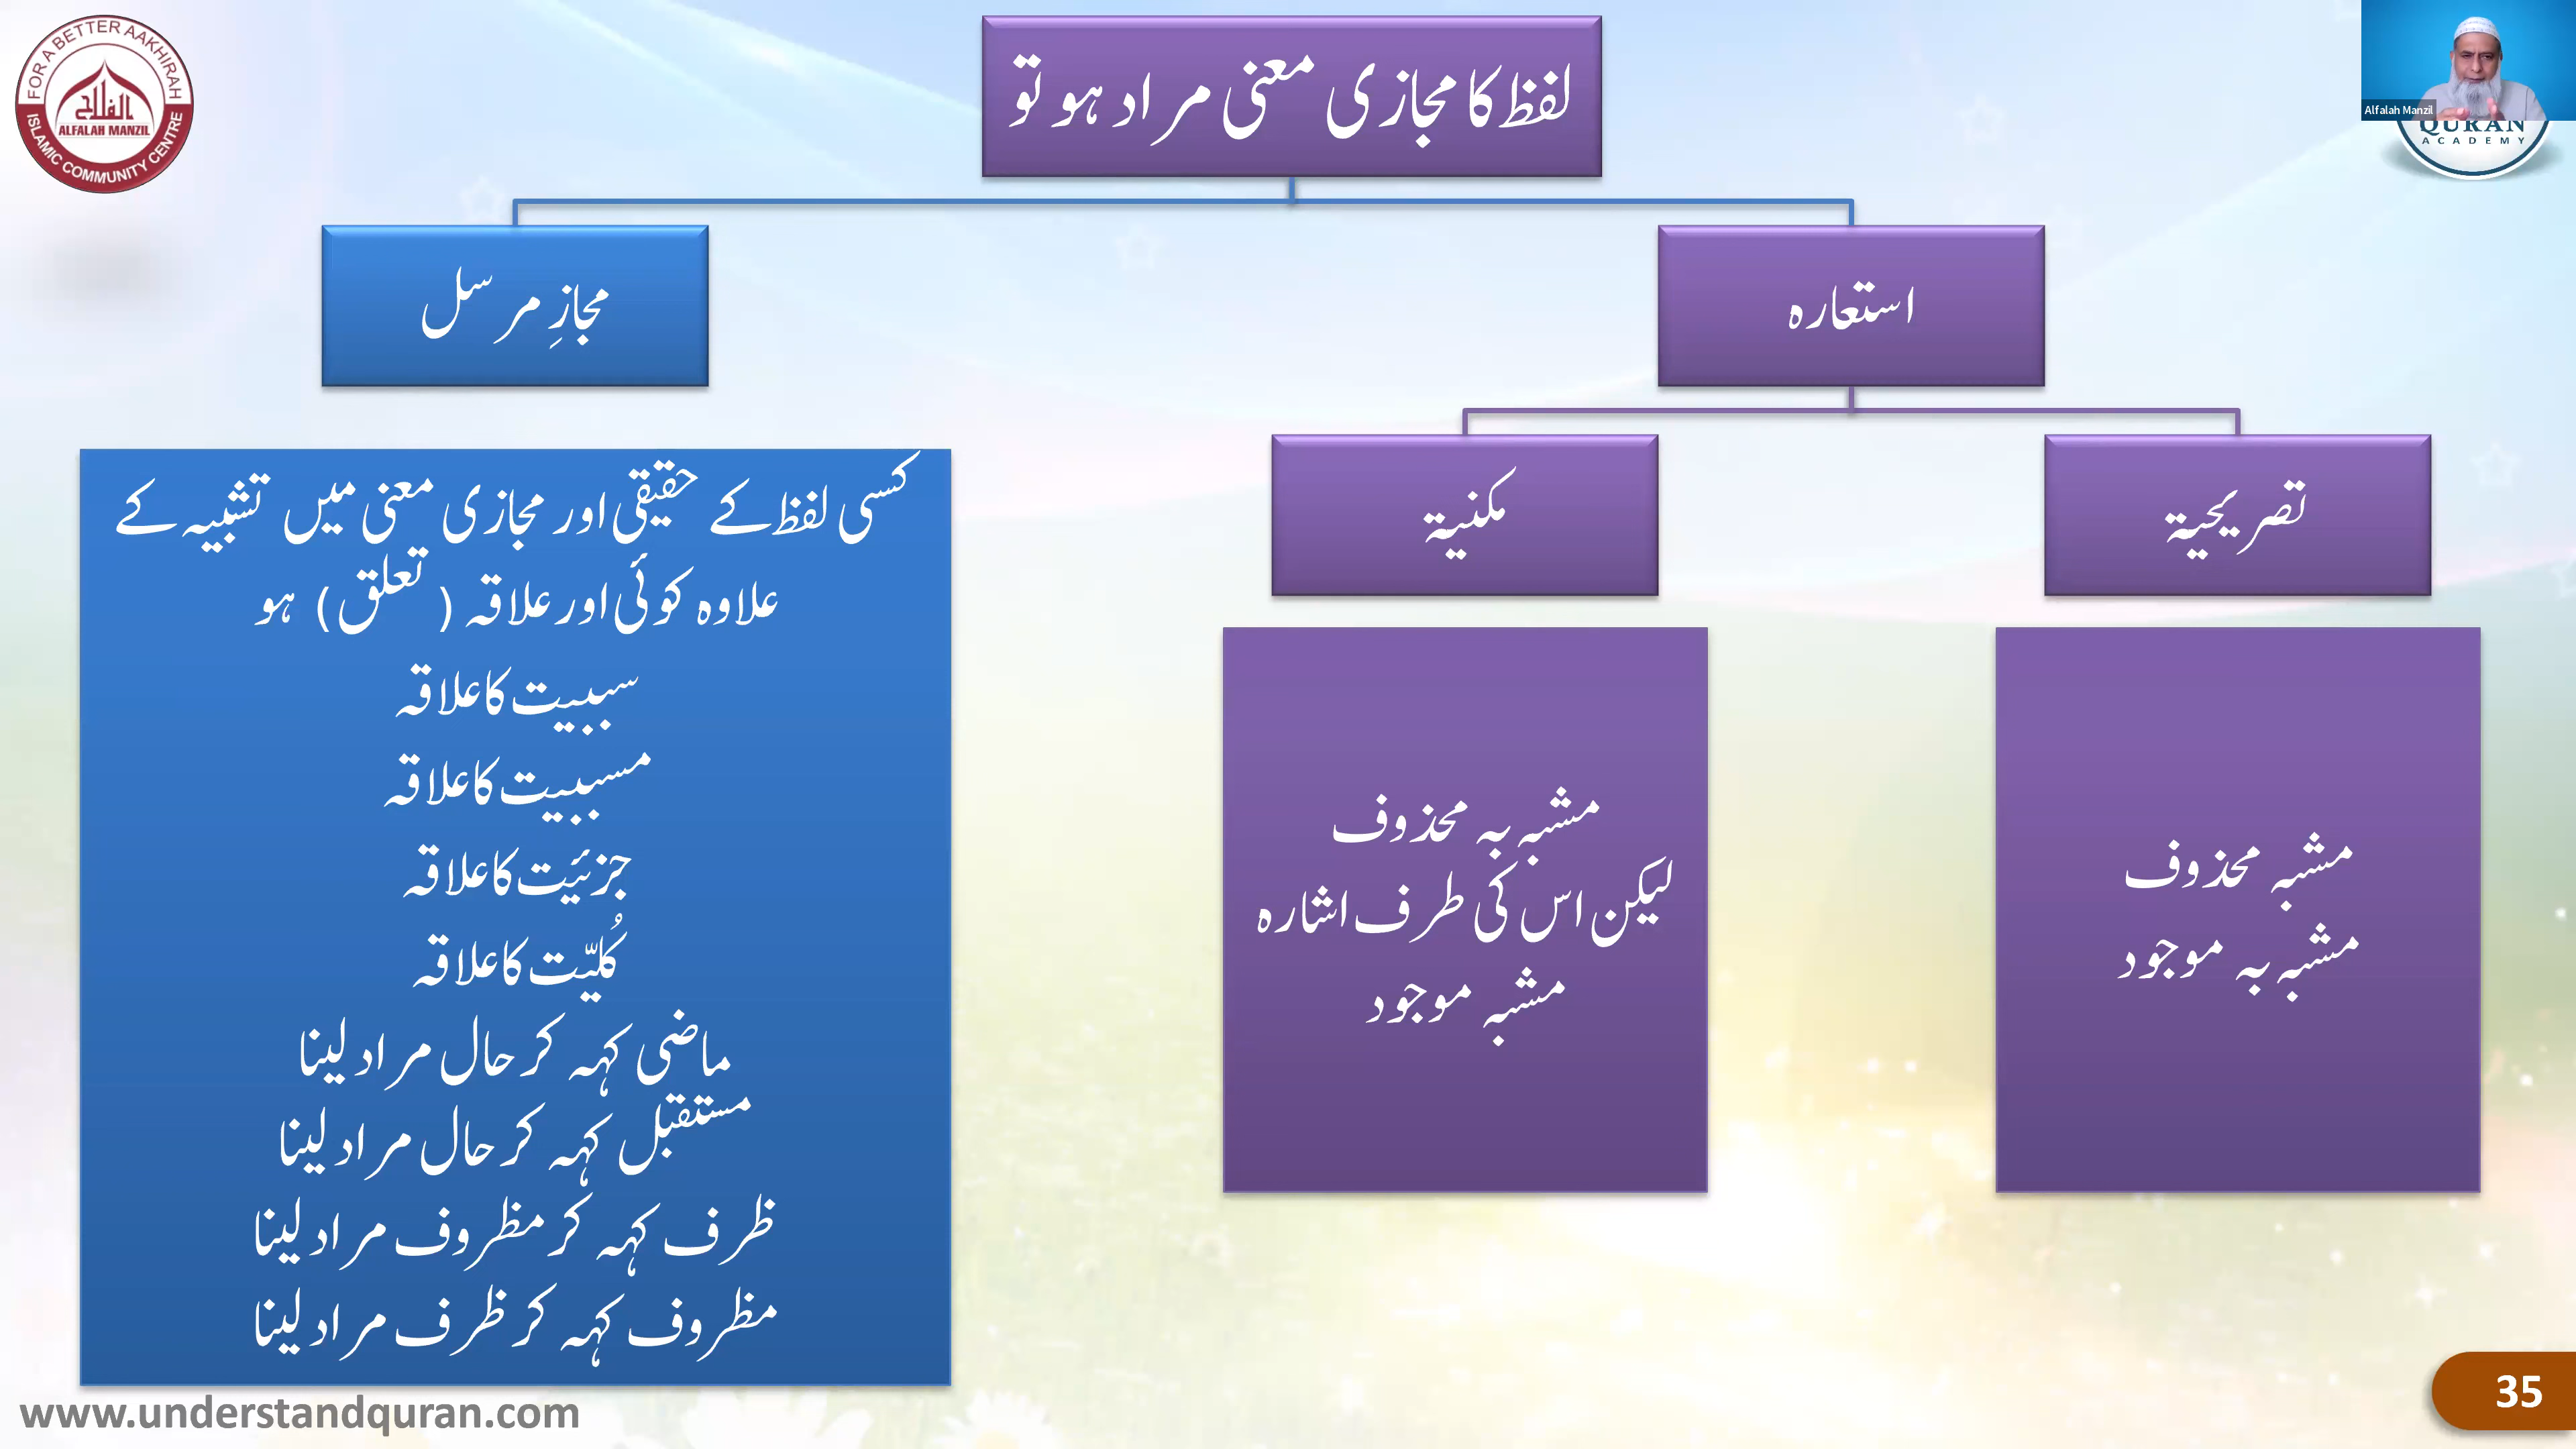 FOR A BETTER AAKHIRAH
الفلاح
ALFALAH MANZIL
ISLAMIC COMMUNITY CENTRE
لفظ کا مجازی معنی مراد ہو تو
Alfalah Manzil
QURAN
ACADEMY
استعارہ
مجازِ مرسل
تصریحیۃ
مکنیۃ
مشبہ محذوف
مشبہ بہ موجود
مشبہ بہ محذوف
لیکن اس کی طرف اشارہ
مشبہ موجود
کسی لفظ کے حقیقی اور مجازی معنی میں تشبیہ کے
علاوہ کوئی اور علاقہ (تعلق) ہو
سببیت کا علاقہ
مسببیت کا علاقہ
جزئیت کا علاقہ
کُلیّت کا علاقہ
ماضی کہہ کر حال مراد لینا
مستقبل کہہ کر حال مراد لینا
ظرف کہہ کر مظروف مراد لینا
مظروف کہہ کر ظرف مراد لینا
www.understandquran.com
35